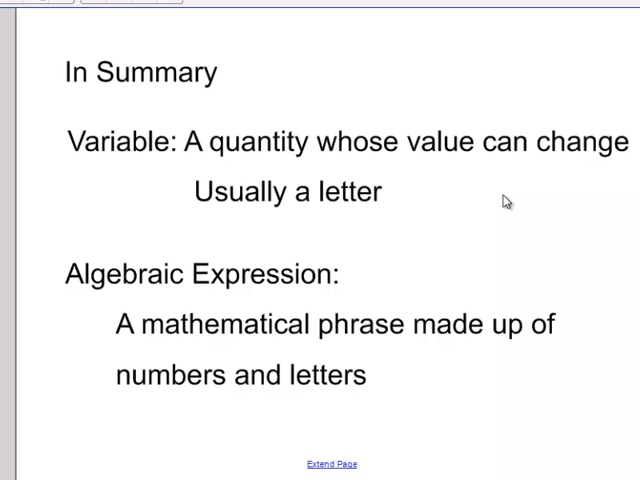 In Summary
Variable: A quantity whose value can change
Usually a letter
Algebraic Expression:
A mathematical phrase made up of
numbers and letters
Extend Page